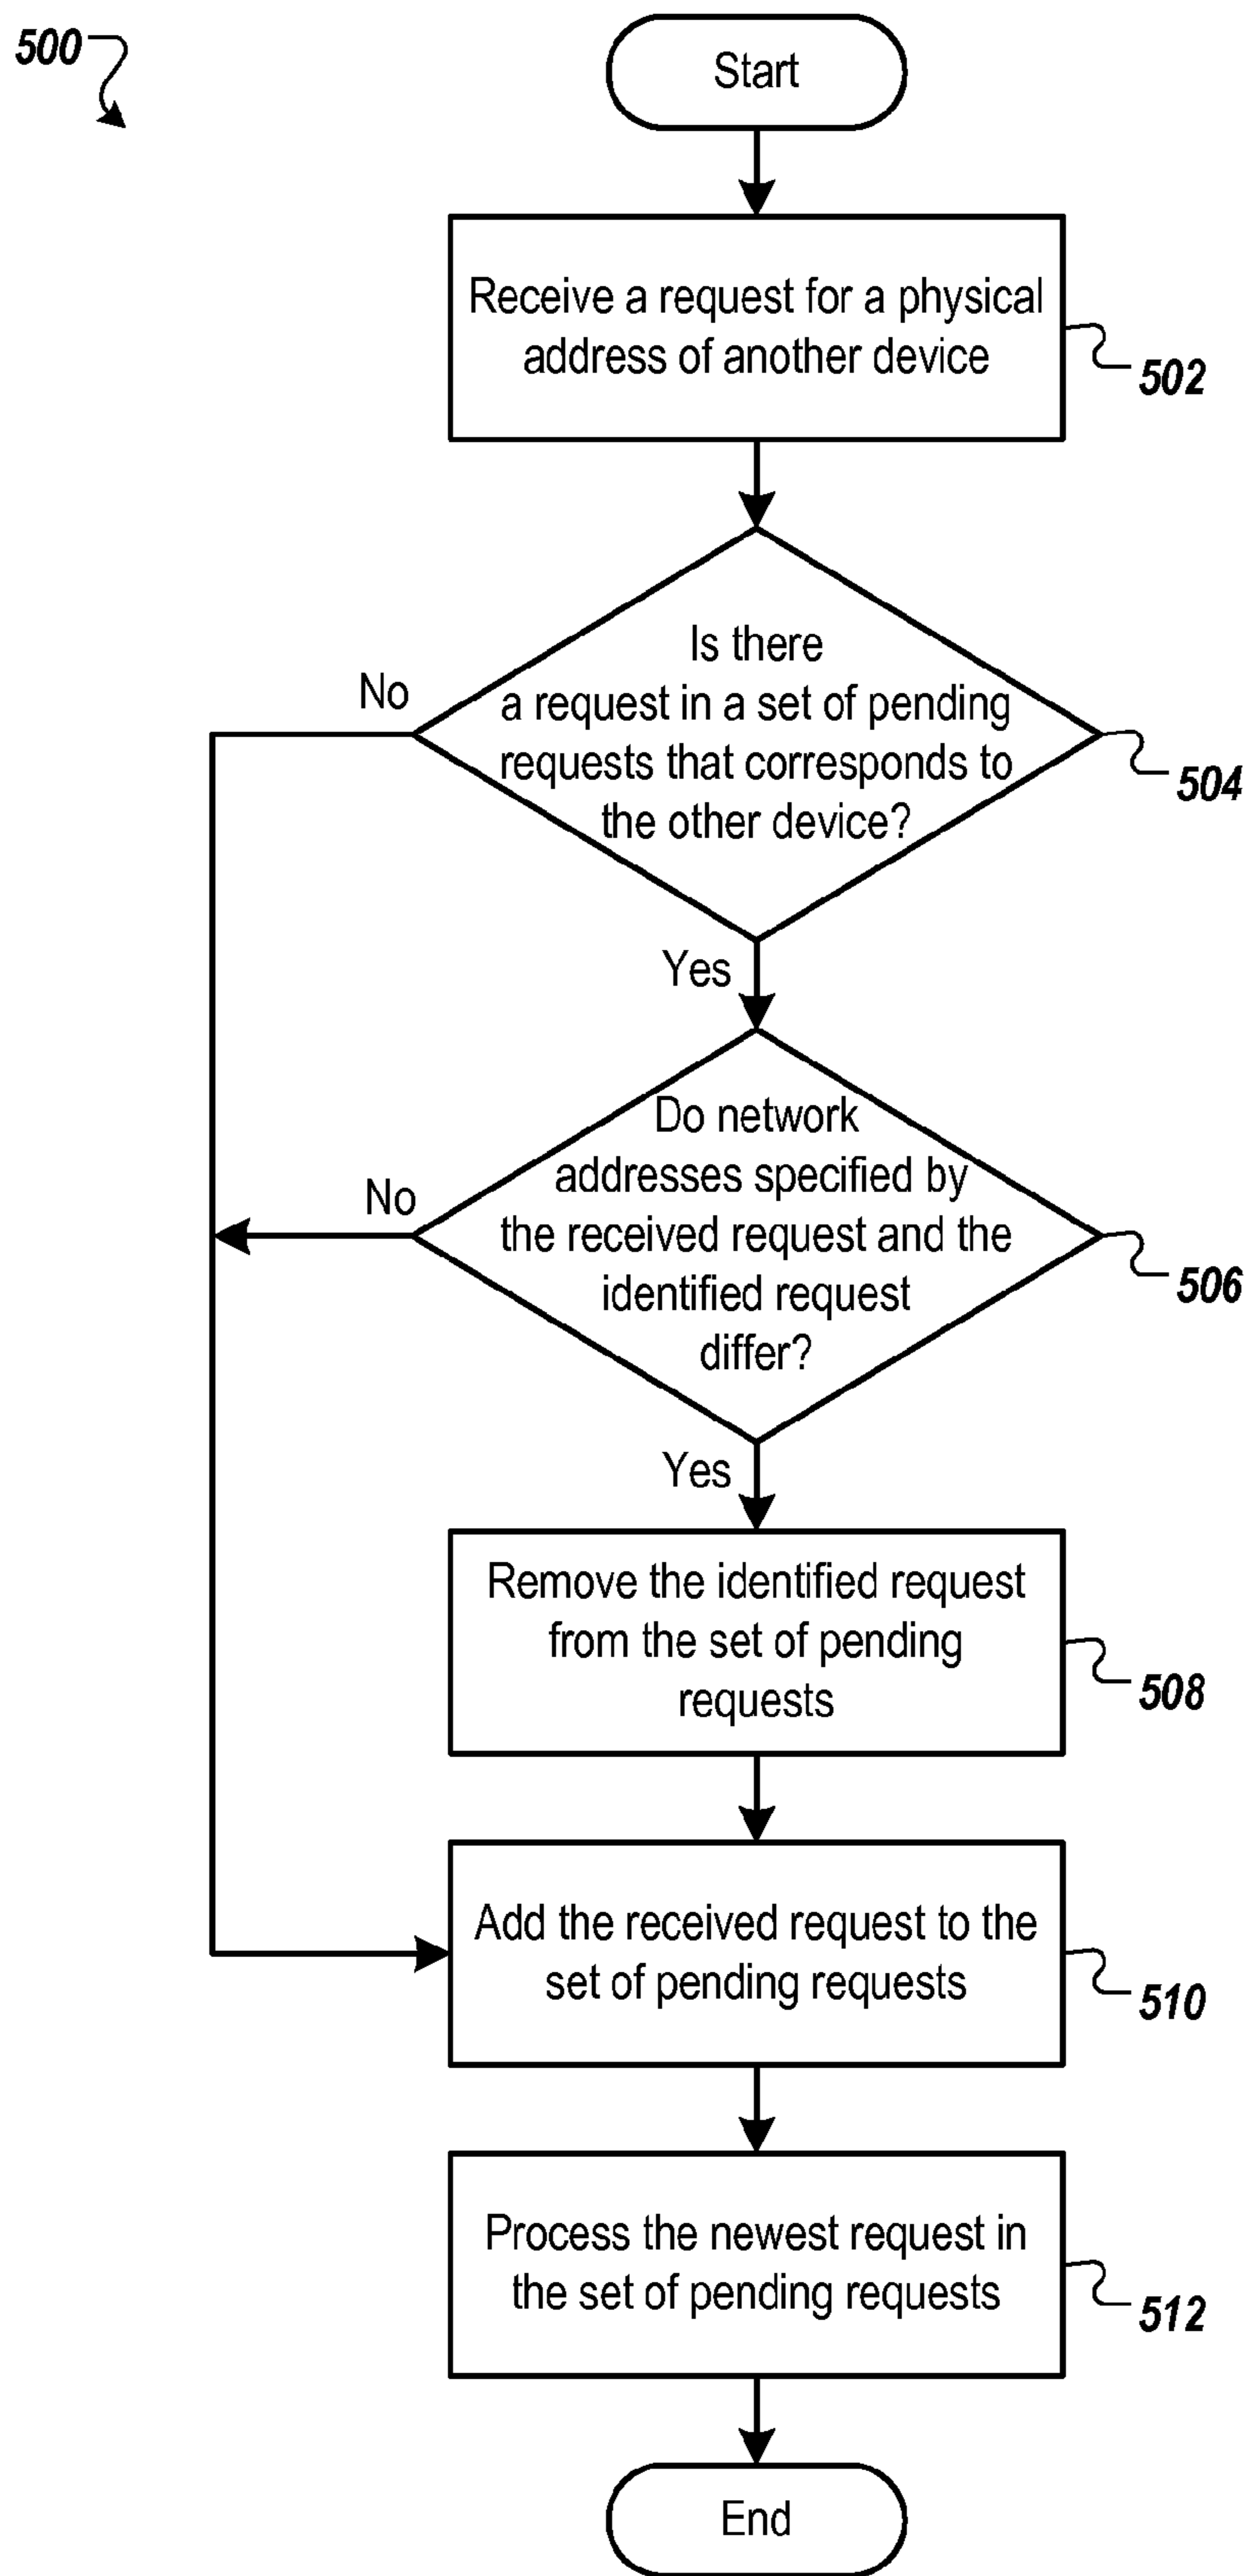 500
Start
Receive a request for a physical
address of another device
502
Is there
a request in a set of pending
requests that corresponds to
the other device?
504
No
Yes
Do network
addresses specified by
the received request and the
identified request
differ?
506
No
Yes
Remove the identified request
from the set of pending
requests
508
Add the received request to the
set of pending requests
510
Process the newest request in
the set of pending requests
512
End